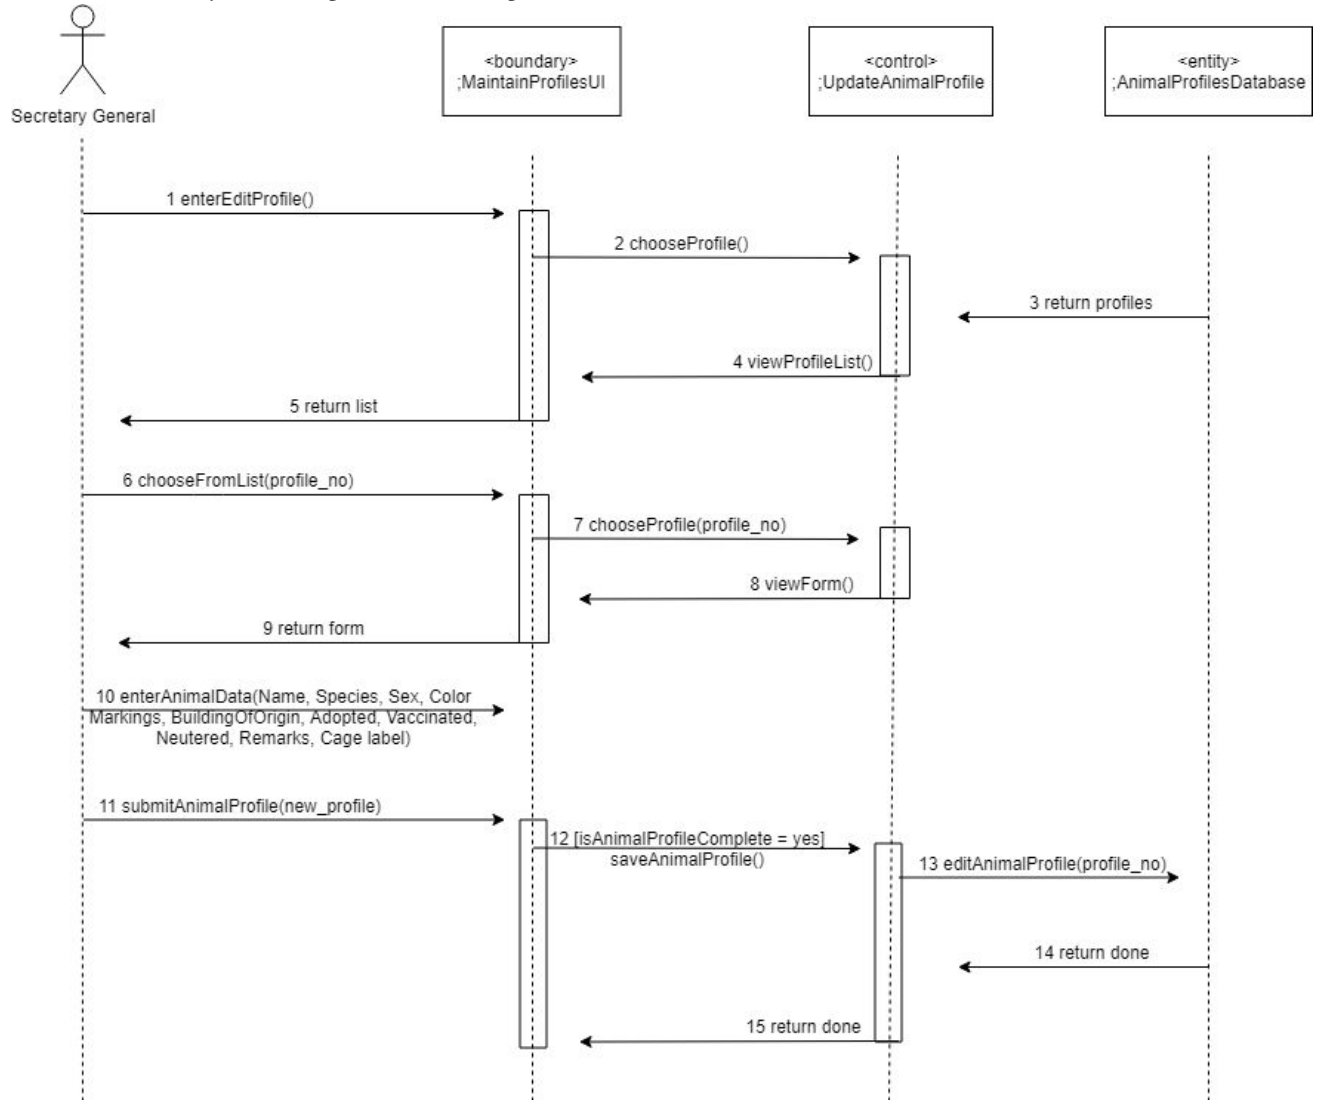 Secretary General
<boundary>
;MaintainProfilesUI
<control>
;UpdateAnimalProfile
<entity>
;AnimalProfilesDatabase
1 enterEditProfile()
2 chooseProfile()
3 return profiles
4 viewProfileList()
5 return list
6 chooseFromList(profile_no)
7 chooseProfile(profile_no)
8 viewForm()
9 return form
10 enterAnimalData(Name, Species, Sex, Color
Markings, BuildingOfOrigin, Adopted, Vaccinated,
Neutered, Remarks, Cage label)
11 submitAnimalProfile(new_profile)
12 [isAnimalProfileComplete = yes]
saveAnimalProfile()
13 editAnimalProfile(profile_no)
14 return done
15 return done